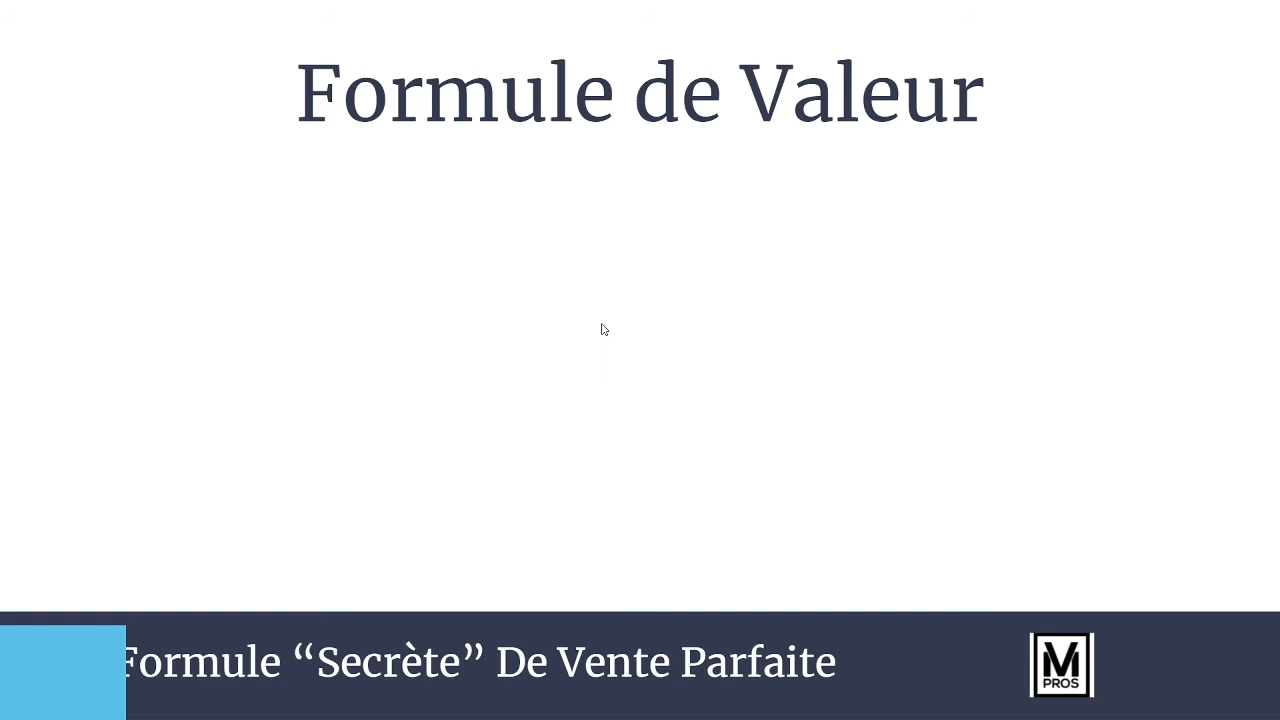 Formule de Valeur
Formule “Secrète” De Vente Parfaite
M
PROS